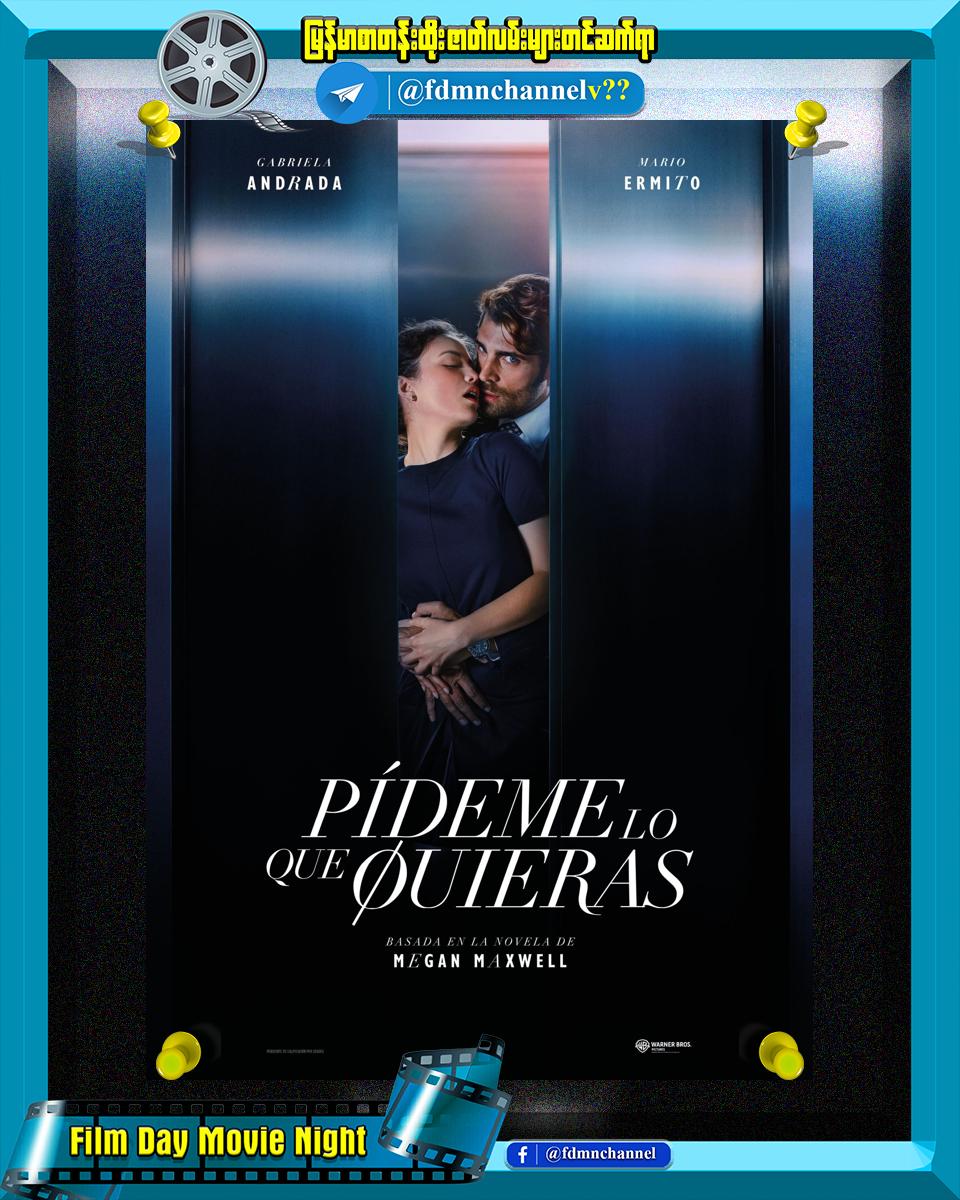 မြန်မာစာတန်းထိုးဇာတ်လမ်းများတင်ဆက်ရာ
@fdmnchannelv??
GABRIELA
ANDRADA
MARIO
ERMITO
PÍDEME LO
QUE QUIERAS
BASADA EN LA NOVELA DE
MEGAN MAXWELL
WARNER BROS.
PICTURES
Film Day Movie Night
@fdmnchannel